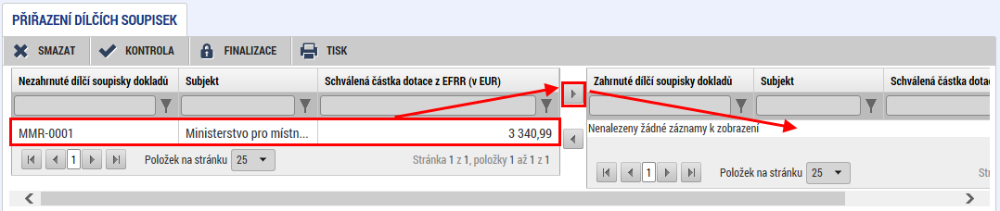 PŘIŘAZENÍ DÍLČÍCH SOUPISEK
SMAZAT KONTROLA FINALIZACE TISK
Nezahrnuté dílčí soupisky dokladů Subjekt Schválená částka dotace z EFRR (v EUR) Zahrnuté dílčí soupisky dokladů Subjekt Schválená částka dotace
MMR-0001 Ministerstvo pro místn... 3 340,99 Nenalezeny žádné záznamy k zobrazení
1 Položek na stránku 25 Stránka 1 z 1, položky 1 až 1 z 1
1 Položek na stránku 25